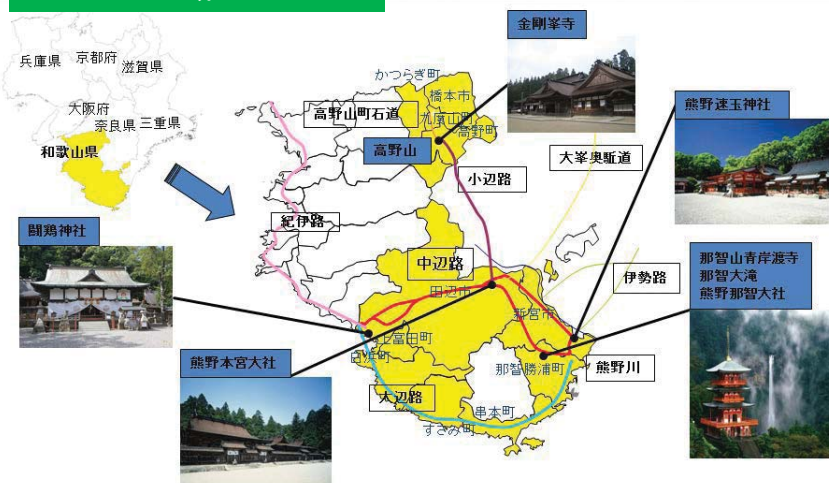 兵庫県
京都府
滋賀県
大阪府
奈良県
三重県
和歌山県
かつらぎ町
橋本市
九度山町
高野町
高野山町石道
高野山
金剛峯寺
小辺路
大峯奥駈道
熊野速玉神社
紀伊路
闘鶏神社
中辺路
田辺市
伊勢路
那智山青岸渡寺
那智大滝
熊野那智大社
新宮市
上富田町
白浜町
熊野本宮大社
那智勝浦町
熊野川
大辺路
串本町
すさみ町